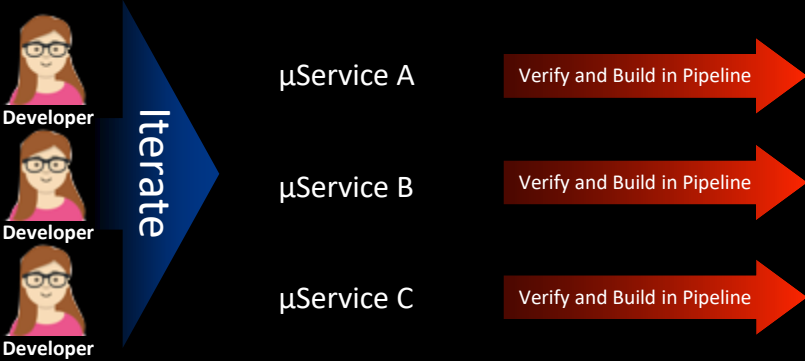 µService A
Verify and Build in Pipeline
Developer
Iterate
µService B
Verify and Build in Pipeline
Developer
µService C
Verify and Build in Pipeline
Developer